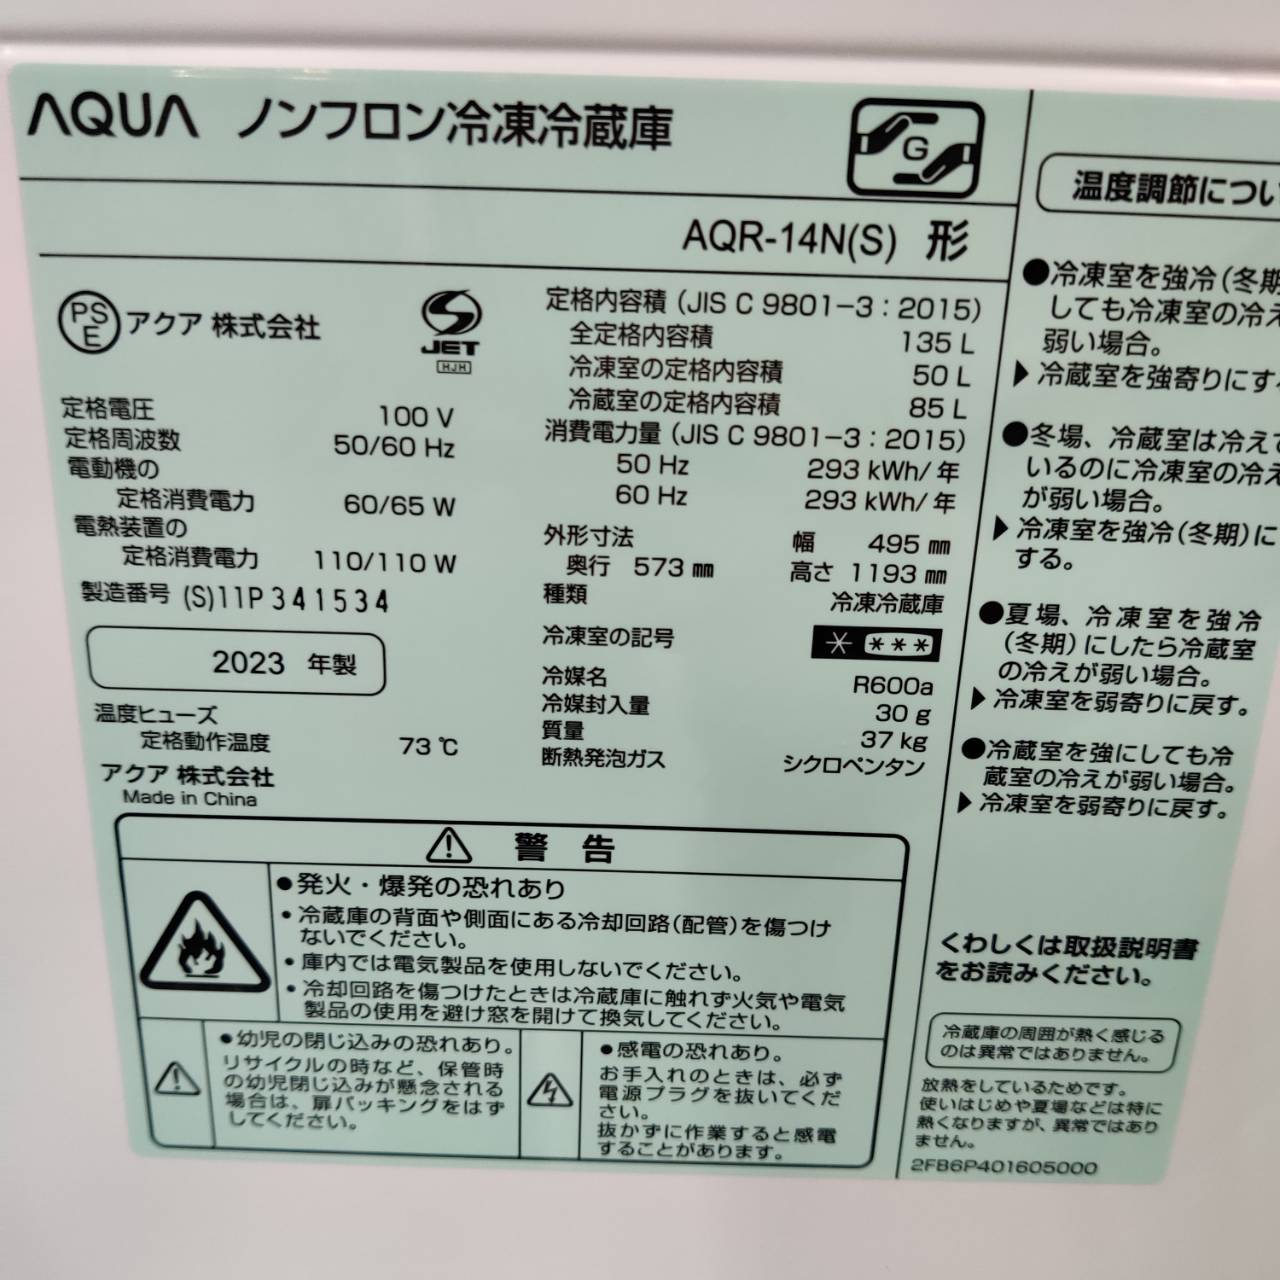 AQUA ノンフロン冷凍冷蔵庫
G
AQR-14N(S) 形
PSE アクア 株式会社
S
JET
HJH
定格電圧 100 V
定格周波数 50/60 Hz
電動機の
定格消費電力 60/65 W
電熱装置の
定格消費電力 110/110 W
製造番号 (S)11P341534
2023 年製
温度ヒューズ
定格動作温度 73 ℃
アクア 株式会社
Made in China
定格内容積 (JIS C 9801-3 : 2015)
全定格内容積 135 L
冷凍室の定格内容積 50 L
冷蔵室の定格内容積 85 L
消費電力量 (JIS C 9801-3 : 2015)
50 Hz 293 kWh/年
60 Hz 293 kWh/年
外形寸法 幅 495 ㎜
奥行 573 ㎜ 高さ 1193 ㎜
種類 冷凍冷蔵庫
冷凍室の記号 * ***
冷媒名 R600a
冷媒封入量 30 g
質量 37 kg
断熱発泡ガス シクロペンタン
⚠ 警 告
●発火・爆発の恐れあり
・冷蔵庫の背面や側面にある冷却回路(配管)を傷つけ
ないでください。
・庫内では電気製品を使用しないでください。
・冷却回路を傷つけたときは冷蔵庫に触れず火気や電気
製品の使用を避け窓を開けて換気してください。
●幼児の閉じ込みの恐れあり。
リサイクルの時など、保管時
の幼児閉じ込みが懸念される
場合は、扉パッキングをはず
してください。
●感電の恐れあり。
お手入れのときは、必ず
電源プラグを抜いてくだ
さい。
抜かずに作業すると感電
することがあります。
温度調節につい
●冷凍室を強冷(冬期
しても冷凍室の冷え
弱い場合。
▶冷蔵室を強寄りにす
●冬場、冷蔵室は冷えて
いるのに冷凍室の冷え
が弱い場合。
▶冷凍室を強冷(冬期)に
する。
●夏場、冷凍室を強冷
(冬期)にしたら冷蔵室
の冷えが弱い場合。
▶冷凍室を弱寄りに戻す。
●冷蔵室を強にしても冷
蔵室の冷えが弱い場合。
▶冷凍室を弱寄りに戻す。
くわしくは取扱説明書
をお読みください。
冷蔵庫の周囲が熱く感じる
のは異常ではありません。
放熱をしているためです。
使いはじめや夏場などは特に
熱くなりますが、異常ではあり
ません。
2FB6P401605000